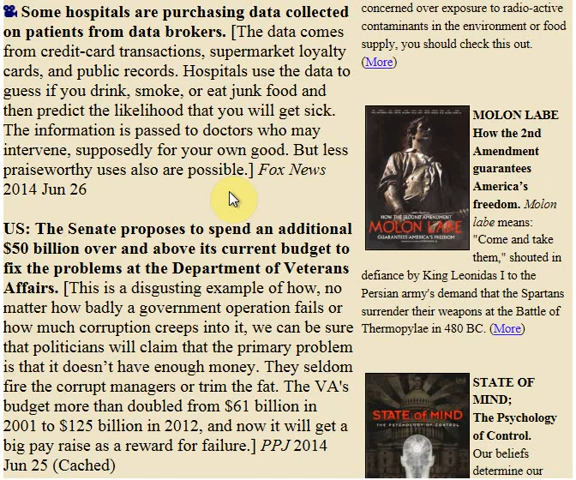 Some hospitals are purchasing data collected
on patients from data brokers. [The data comes
from credit-card transactions, supermarket loyalty
cards, and public records. Hospitals use the data to
guess if you drink, smoke, or eat junk food and
then predict the likelihood that you will get sick.
The information is passed to doctors who may
intervene, supposedly for your own good. But less
praiseworthy uses also are possible.] Fox News
2014 Jun 26
US: The Senate proposes to spend an additional
$50 billion over and above its current budget to
fix the problems at the Department of Veterans
Affairs. [This is a disgusting example of how, no
matter how badly a government operation fails or
how much corruption creeps into it, we can be sure
that politicians will claim that the primary problem
is that it doesn't have enough money. They seldom
fire the corrupt managers or trim the fat. The VA's
budget more than doubled from $61 billion in
2001 to $125 billion in 2012, and now it will get a
big pay raise as a reward for failure.] PPJ 2014
Jun 25 (Cached)
concerned over exposure to radio-active
contaminants in the environment or food
supply, you should check this out.
(More)
HOW THE SECOND AMENDMENT
MOLON LABE
GUARANTEES AMERICA'S FREEDOM
MOLON LABE
How the 2nd
Amendment
guarantees
America's
freedom. Molon
labe means:
"Come and take
them," shouted in
defiance by King Leonidas I to the
Persian army's demand that the Spartans
surrender their weapons at the Battle of
Thermopylae in 480 BC. (More)
STATE OF MIND
THE PSYCHOLOGY OF CONTROL
STATE OF
MIND;
The Psychology
of Control.
Our beliefs
determine our